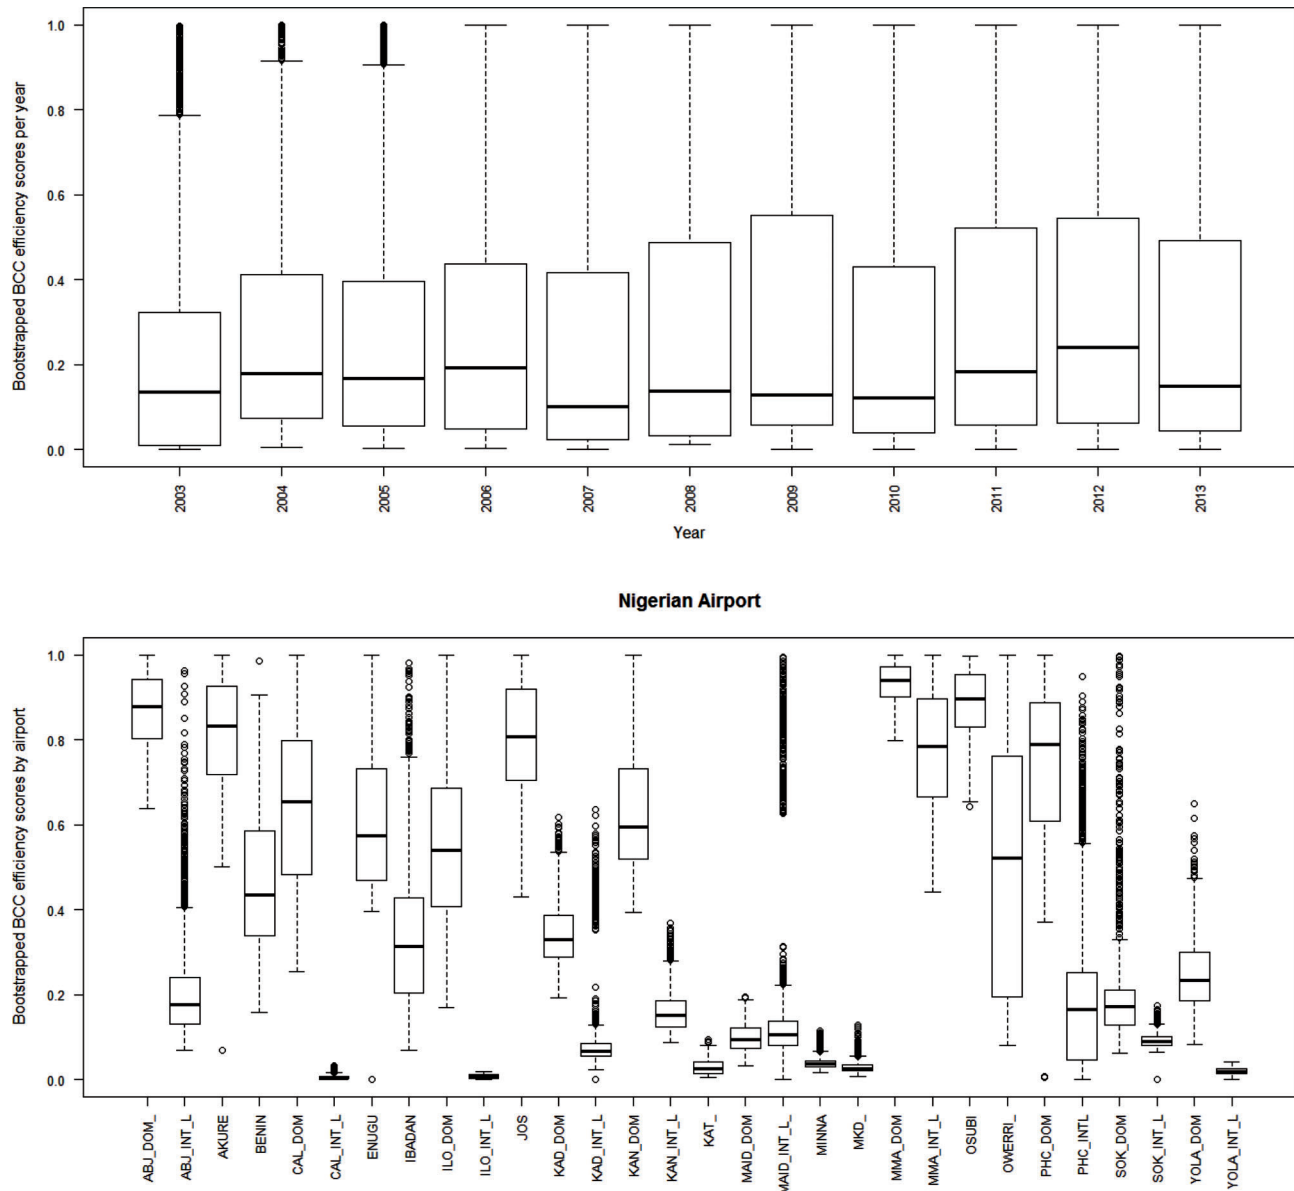 Bootstrapped BCC efficiency scores per year
1.0
0.8
0.6
0.4
0.2
0.0
2003
2004
2005
2006
2007
2008
2009
2010
2011
2012
2013
Year
Nigerian Airport
Bootstrapped BCC efficiency scores by airport
1.0
0.8
0.6
0.4
0.2
0.0
ABJ_DOM_
ABJ_INT_L
AKURE
BENIN
CAL_DOM
CAL_INT_L
ENUGU
IBADAN
ILO_DOM
ILO_INT_L
JOS
KAD_DOM
KAD_INT_L
KAN_DOM
KAN_INT_L
KAT_
MAID_DOM
MAID_INT_L_
MINNA
MKD_
MMA_DOM
MMA_INT_L
OSUBI
OWERRI_
PHC_DOM
PHC_INTL
SOK_DOM
SOK_INT_L
YOLA_DOM
YOLA_INT_L